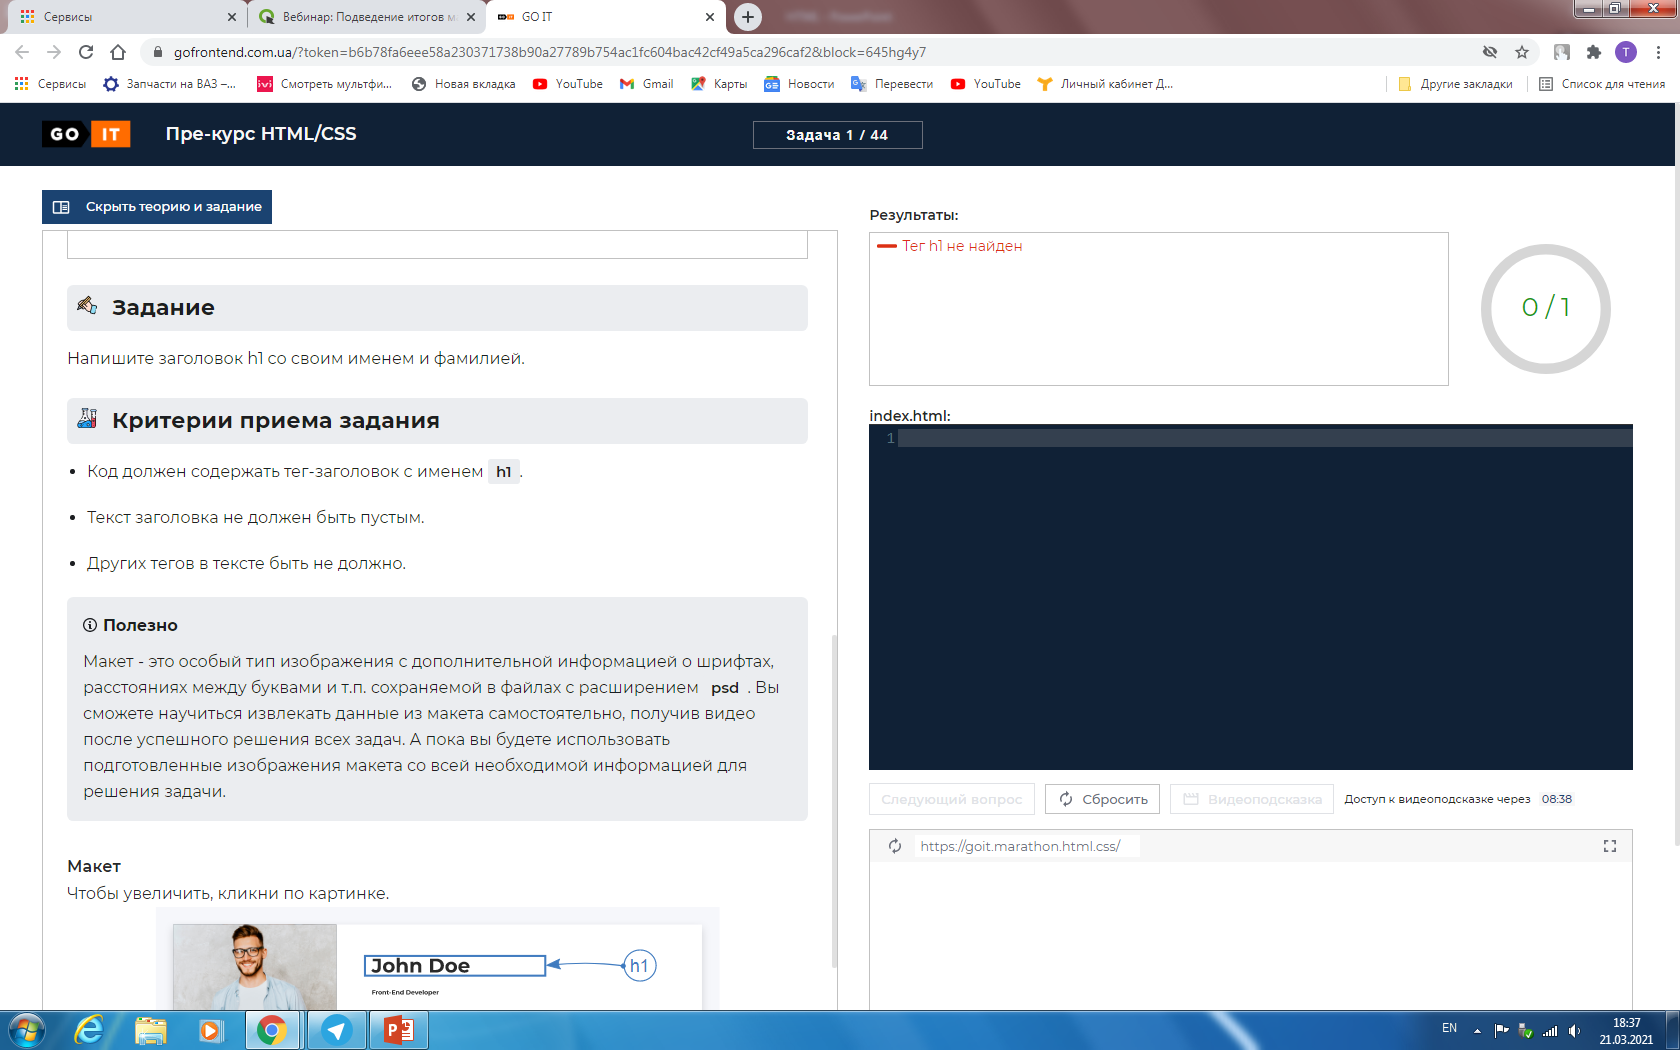 Сервисы
Вебинар: Подведение итогов м
GO IT
gofrontend.com.ua/?token=b6b78fa6eee58a230371738b90a27789b754ac1fc604bac42cf49a5ca296caf2&block=645hg4y7
T
Сервисы
Запчасти на ВАЗ –...
ivi
Смотреть мультфи...
Новая вкладка
YouTube
Gmail
Карты
Новости
Перевести
YouTube
Личный кабинет Д...
Другие закладки
Список для чтения
GO IT
Пре-курс HTML/CSS
Задача 1 / 44
Скрыть теорию и задание
Задание
Напишите заголовок h1 со своим именем и фамилией.
Критерии приема задания
• Код должен содержать тег-заголовок с именем h1 .
• Текст заголовка не должен быть пустым.
• Других тегов в тексте быть не должно.
Полезно
Макет - это особый тип изображения с дополнительной информацией о шрифтах,
расстояниях между буквами и т.п. сохраняемой в файлах с расширением psd . Вы
сможете научиться извлекать данные из макета самостоятельно, получив видео
после успешного решения всех задач. А пока вы будете использовать
подготовленные изображения макета со всей необходимой информацией для
решения задачи.
Макет
Чтобы увеличить, кликни по картинке.
John Doe
h1
Front-End Developer
Результаты:
Тег h1 не найден
0 / 1
index.html:
1
Следующий вопрос
Сбросить
Видеоподсказка
Доступ к видеоподсказке через 08:38
https://goit.marathon.html.css/
EN
18:37
21.03.2021